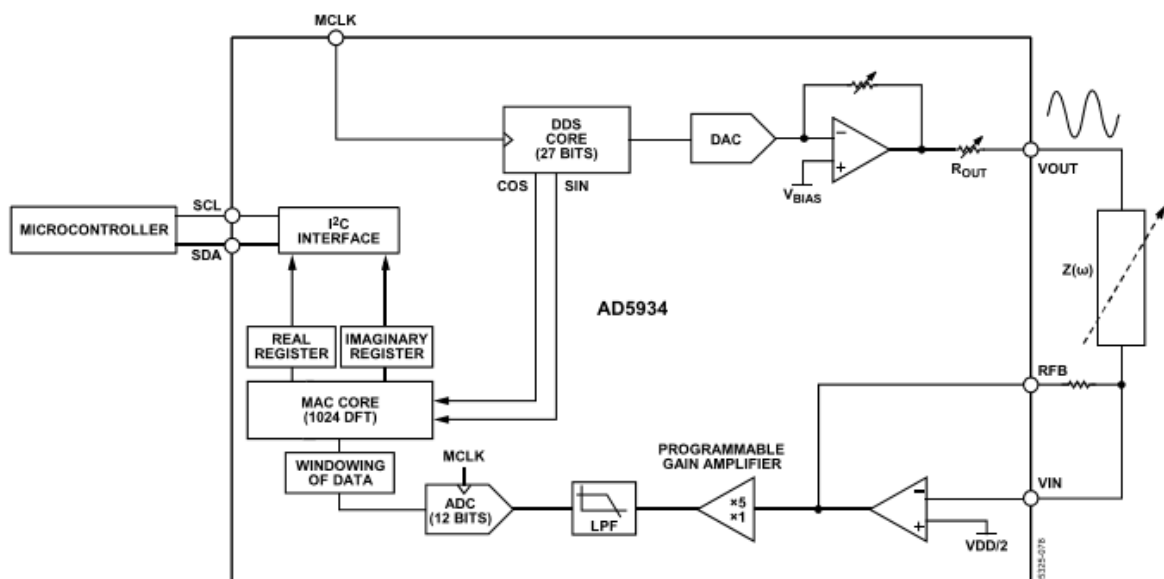 MCLK
DDS
CORE
(27 BITS)
DAC
−
+
VBIAS
ROUT
VOUT
COS
SIN
SCL
MICROCONTROLLER
I²C
INTERFACE
SDA
Z(ω)
AD5934
REAL
REGISTER
IMAGINARY
REGISTER
RFB
MAC CORE
(1024 DFT)
PROGRAMMABLE
GAIN AMPLIFIER
MCLK
WINDOWING
OF DATA
ADC
(12 BITS)
LPF
×5
×1
−
+
VIN
VDD/2
5325-078